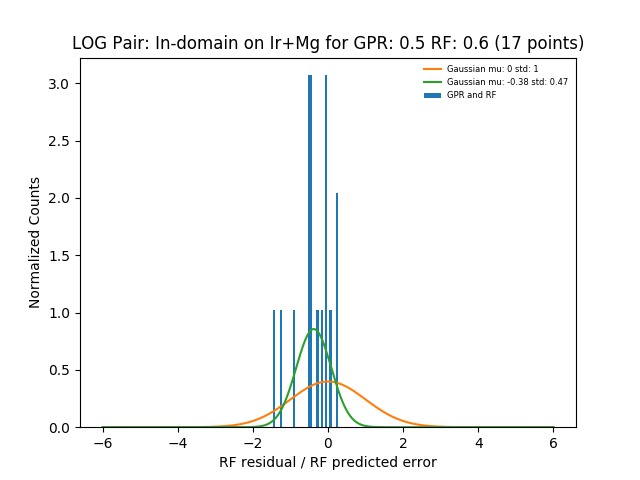 LOG Pair: In-domain on Ir+Mg for GPR: 0.5 RF: 0.6 (17 points)
Gaussian mu: 0 std: 1
Gaussian mu: -0.38 std: 0.47
GPR and RF
Normalized Counts
3.0
2.5
2.0
1.5
1.0
0.5
0.0
−6 −4 −2 0 2 4 6
RF residual / RF predicted error